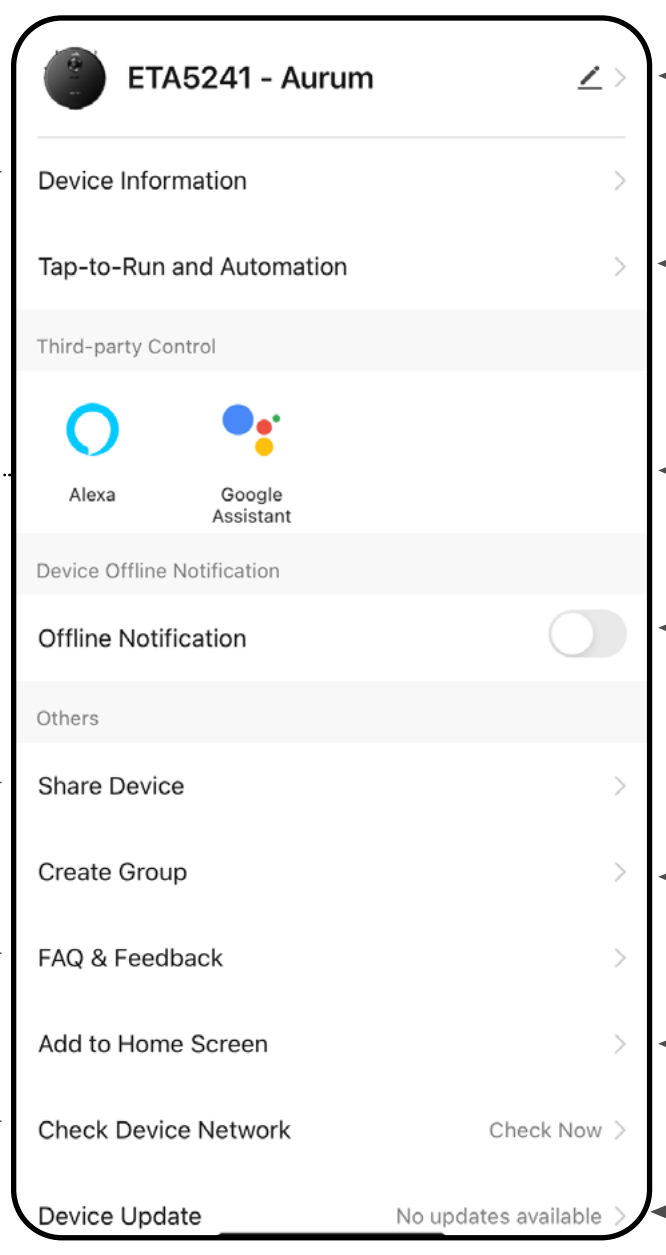 ETA5241 - Aurum
Device Information
Tap-to-Run and Automation
Third-party Control
Alexa
Google
Assistant
Device Offline Notification
Offline Notification
Others
Share Device
Create Group
FAQ & Feedback
Add to Home Screen
Check Device Network Check Now
Device Update No updates available